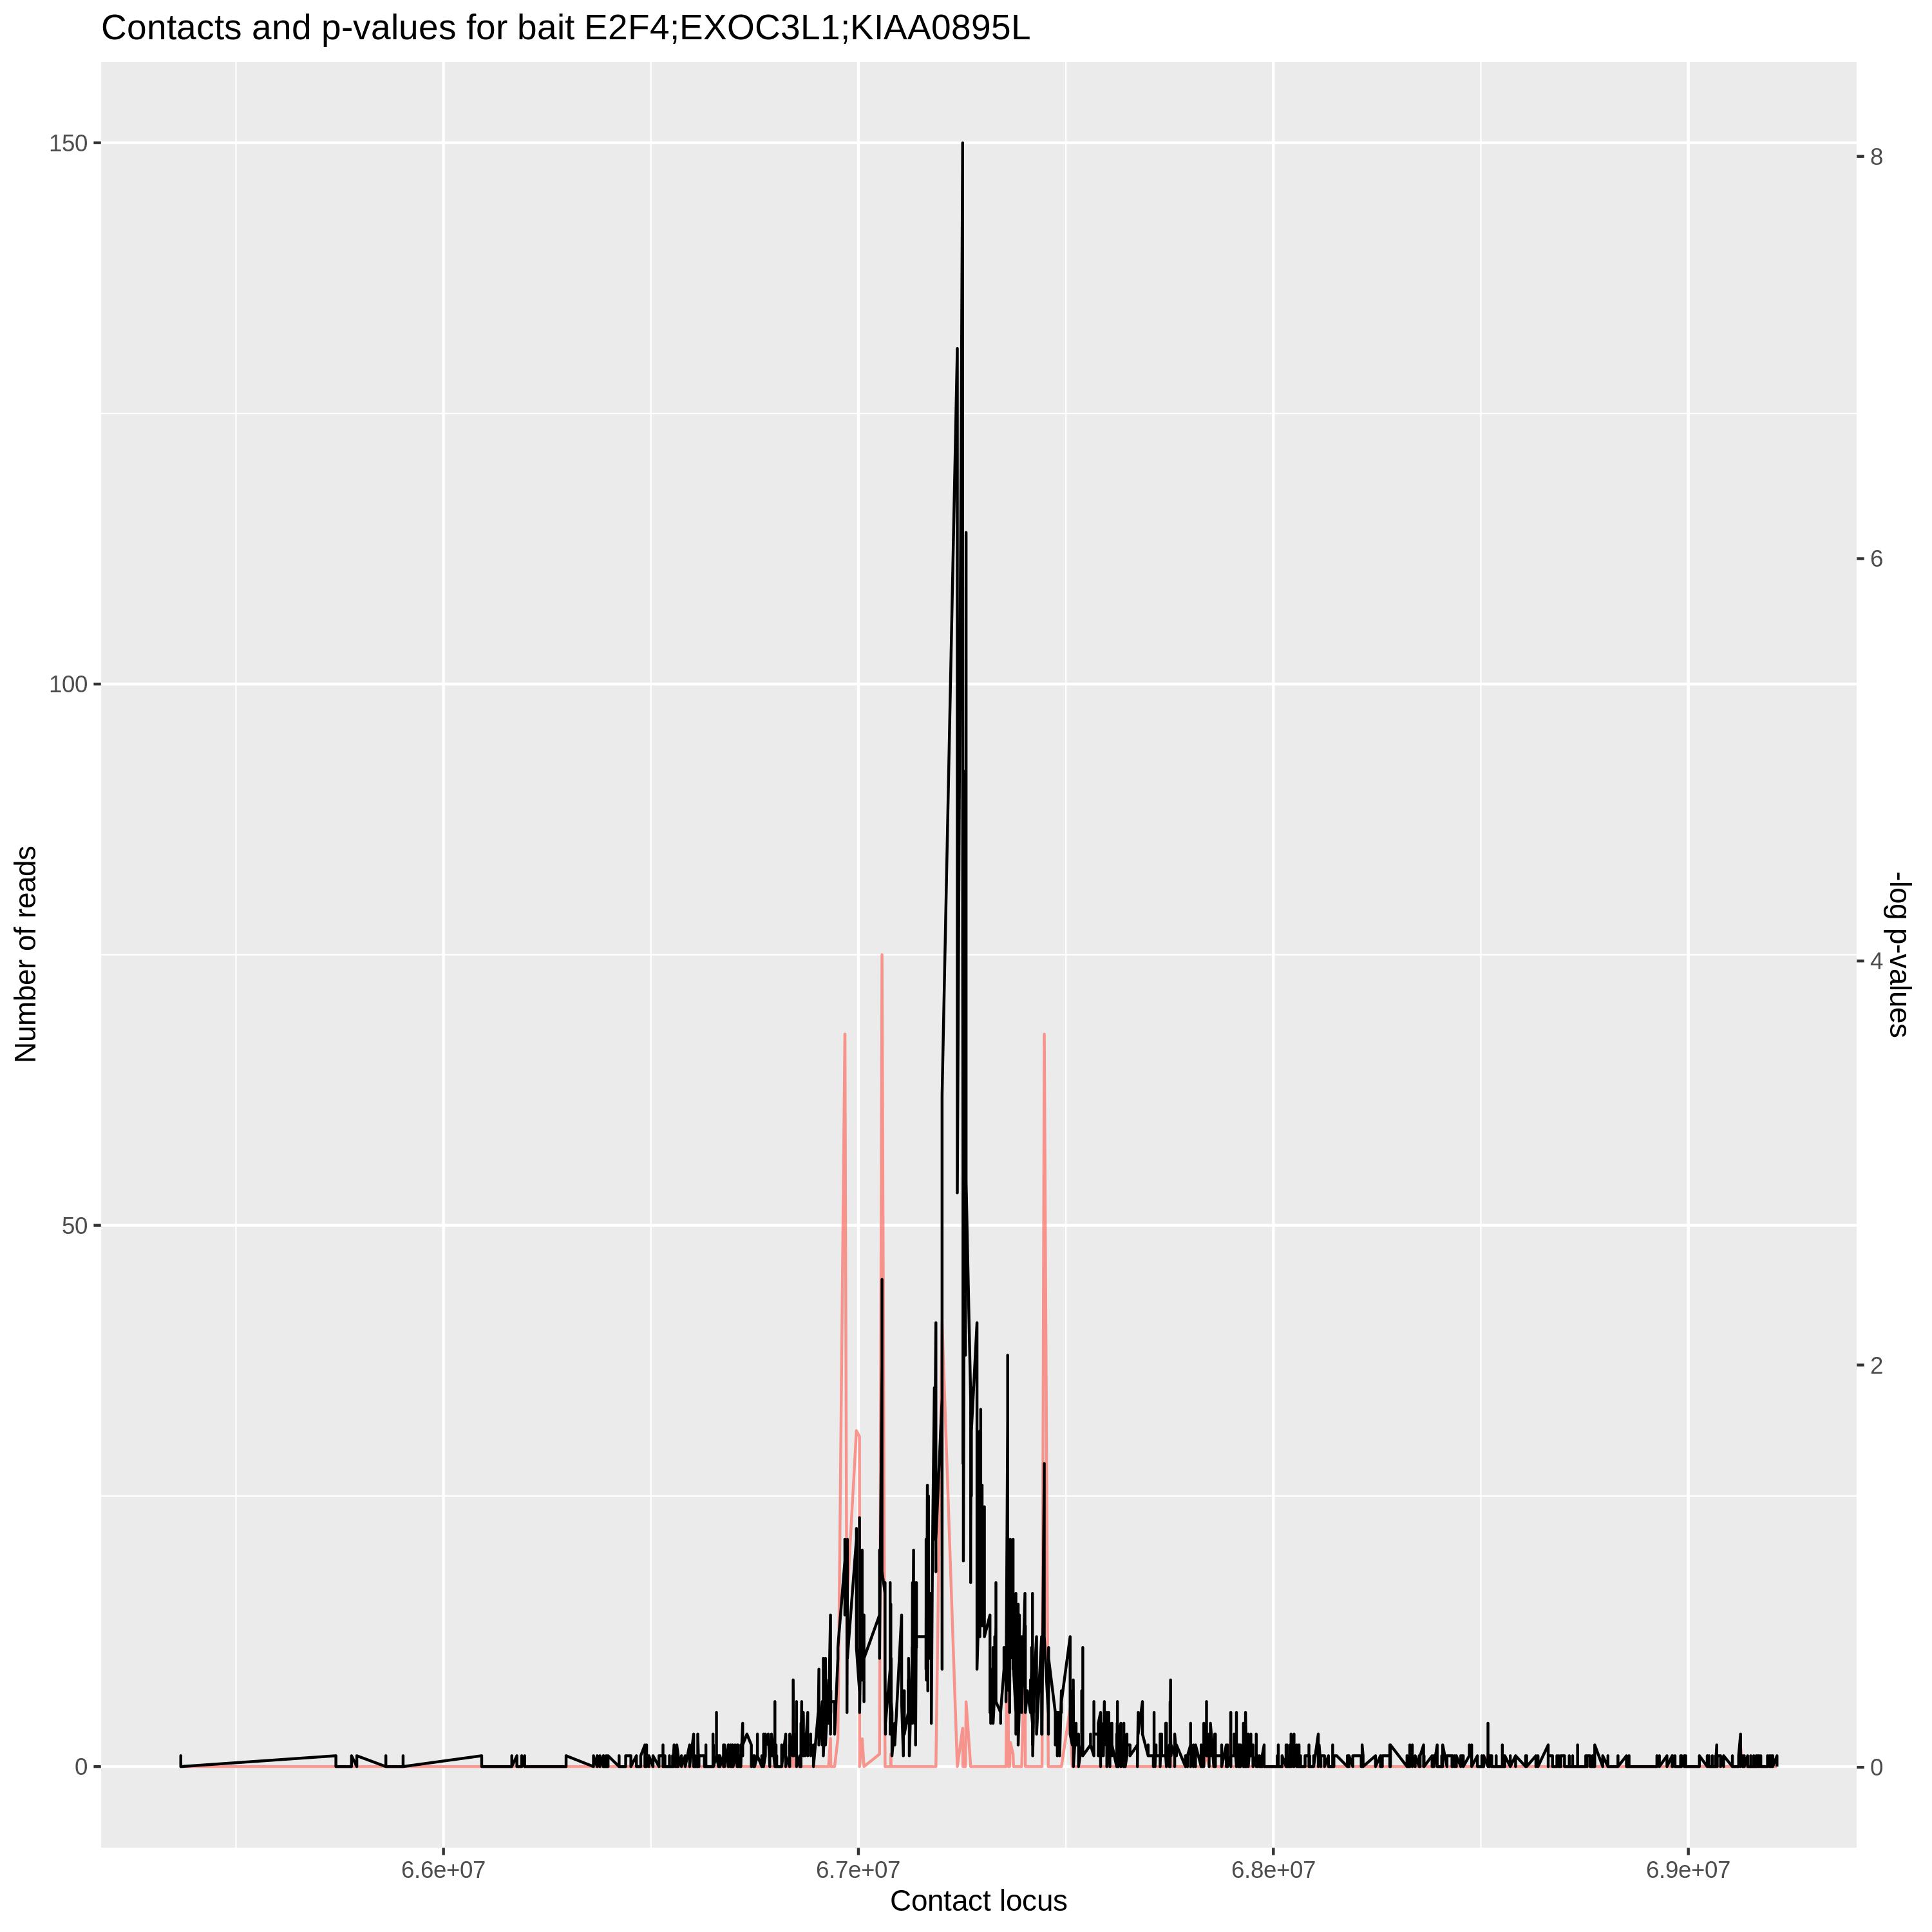 Contacts and p-values for bait E2F4;EXOC3L1;KIAA0895L
150
100
50
0
Number of reads
8
6
4
2
0
-log p-values
6.6e+07
6.7e+07
6.8e+07
6.9e+07
Contact locus